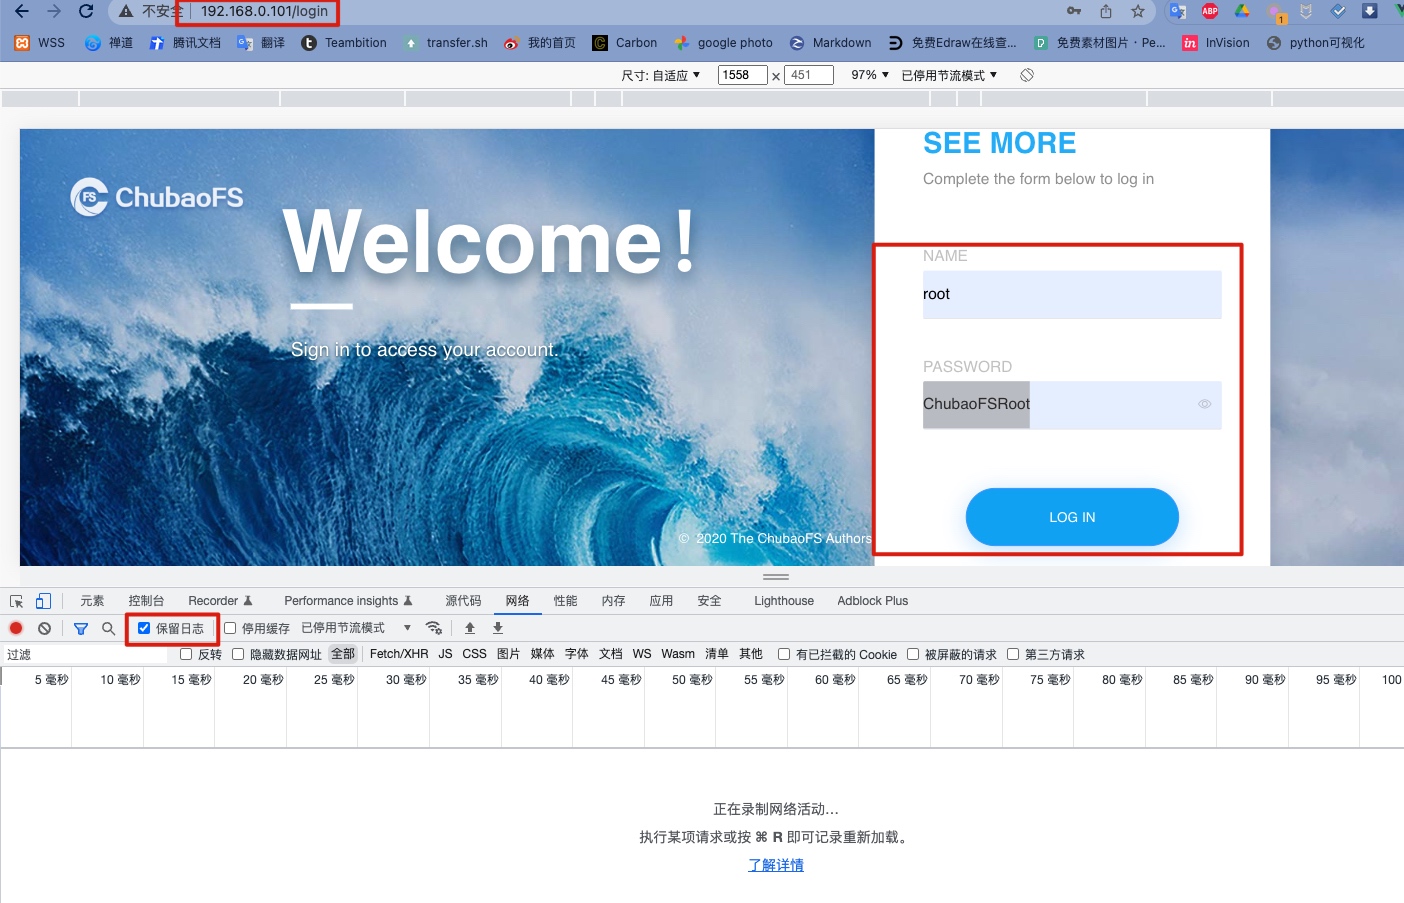 不安全 192.168.0.101/login
WSS 禅道 腾讯文档 翻译 Teambition transfer.sh 我的首页 Carbon google photo Markdown 免费Edraw在线查... 免费素材图片・Pe... InVision python可视化
尺寸: 自适应 ▼ 1558 × 451 97% ▼ 已停用节流模式 ▼
FS ChubaoFS
Welcome!
Sign in to access your account.
© 2020 The ChubaoFS Authors
SEE MORE
Complete the form below to log in
NAME
root
PASSWORD
ChubaoFSRoot
LOG IN
元素 控制台 Recorder Performance insights 源代码 网络 性能 内存 应用 安全 Lighthouse Adblock Plus
保留日志 停用缓存 已停用节流模式 ▼
过滤 反转 隐藏数据网址 全部 Fetch/XHR JS CSS 图片 媒体 字体 文档 WS Wasm 清单 其他 有已拦截的 Cookie 被屏蔽的请求 第三方请求
5 毫秒 10 毫秒 15 毫秒 20 毫秒 25 毫秒 30 毫秒 35 毫秒 40 毫秒 45 毫秒 50 毫秒 55 毫秒 60 毫秒 65 毫秒 70 毫秒 75 毫秒 80 毫秒 85 毫秒 90 毫秒 95 毫秒 100
正在录制网络活动…
执行某项请求或按 ⌘ R 即可记录重新加载。
了解详情